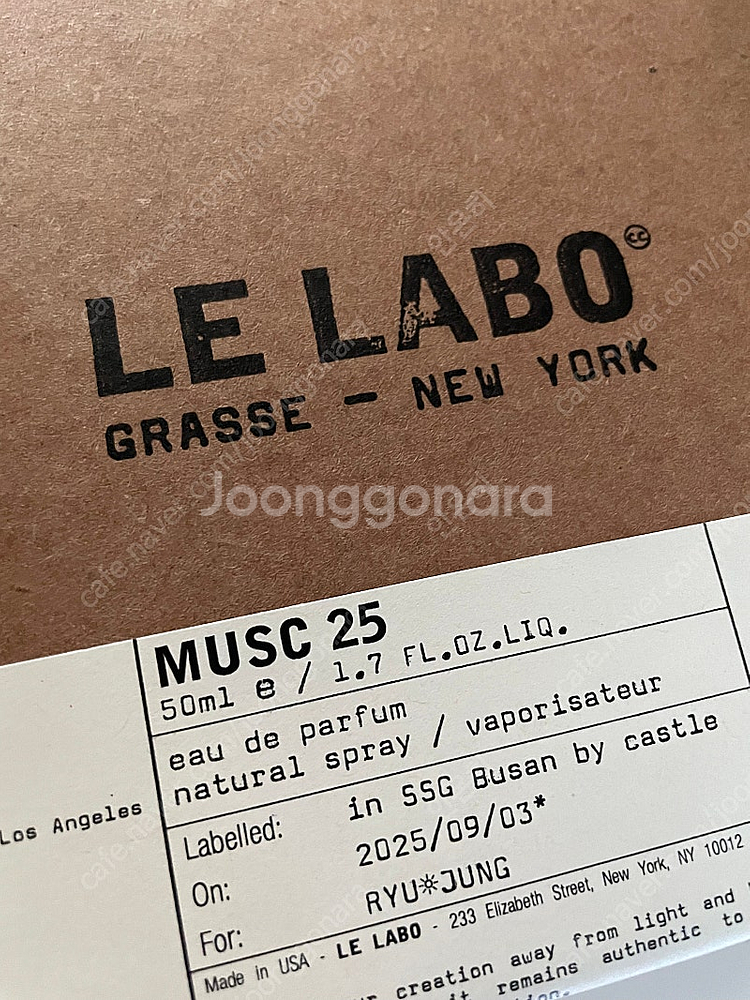 LE LABO
GRASSE — NEW YORK
Joonggonara
MUSC 25
50ml e / 1.7 FL.OZ.LIQ.
eau de parfum
natural spray / vaporisateur
Los Angeles
Labelled: in SSG Busan by castle
On: 2025/09/03*
For: RYU☼JUNG
Made in USA - LE LABO - 233 Elizabeth Street, New York, NY 10012
creation away from light and
it remains authentic to